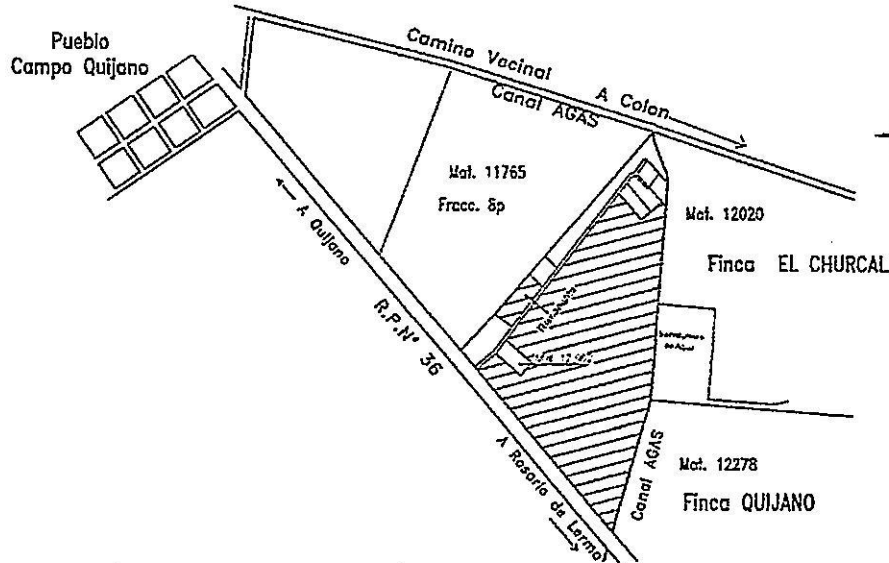 Pueblo
Campo Quijano
Camino Vecinal
A Colon
Canal AGAS
Mat. 11765
Fracc. 8p
Mat. 12020
Finca EL CHURCAL
A Quijano
R.P.N° 36
A Rosario de Lerma
Canal AGAS
Mat. 12278
Finca QUIJANO